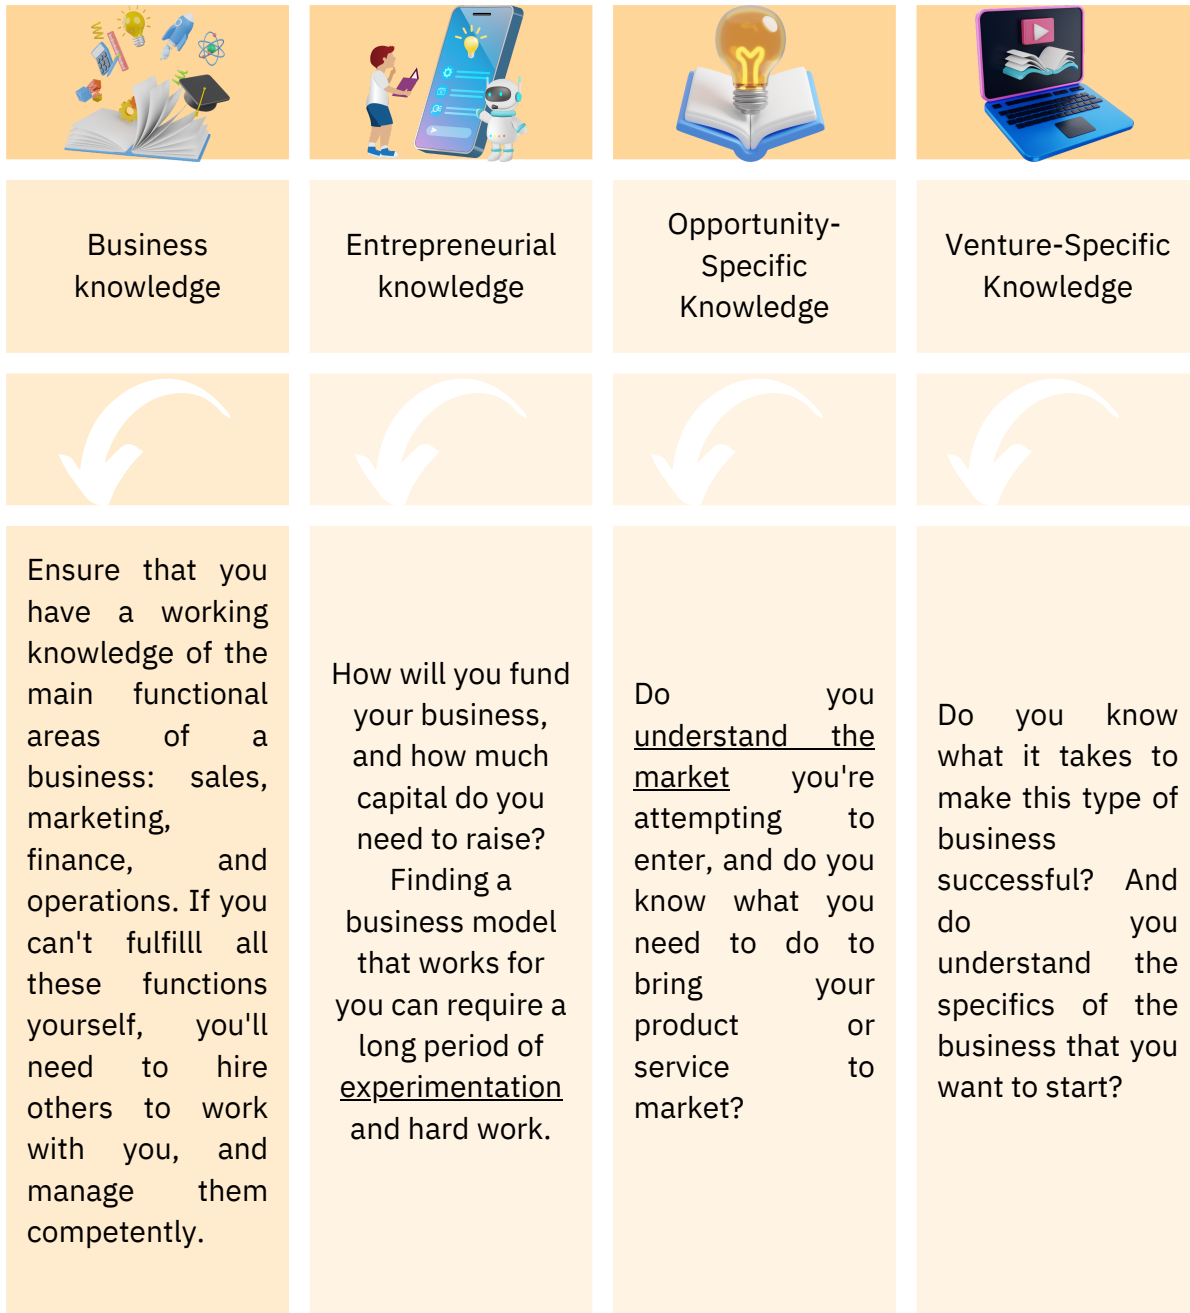 Business
knowledge
Entrepreneurial
knowledge
Opportunity-
Specific
Knowledge
Venture-Specific
Knowledge
Ensure that you
have a working
knowledge of the
main functional
areas of a
business: sales,
marketing,
finance, and
operations. If you
can't fulfilll all
these functions
yourself, you'll
need to hire
others to work
with you, and
manage them
competently.
How will you fund
your business,
and how much
capital do you
need to raise?
Finding a
business model
that works for
you can require a
long period of
experimentation
and hard work.
Do you
understand the
market you're
attempting to
enter, and do you
know what you
need to do to
bring your
product or
service to
market?
Do you know
what it takes to
make this type of
business
successful? And
do you
understand the
specifics of the
business that you
want to start?